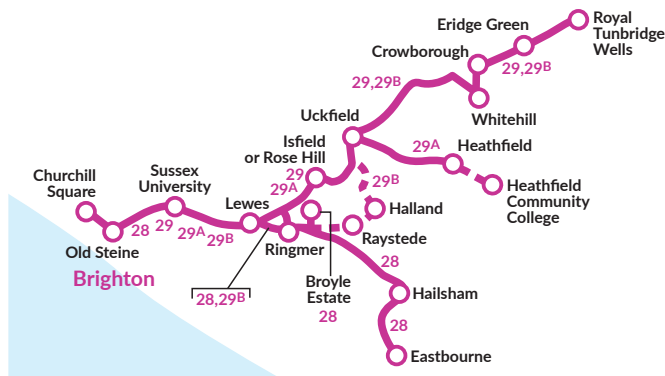 Eridge Green
Royal
Tunbridge
Wells
Crowborough
29,29B
29,29B
Whitehill
Uckfield
Isfield
or Rose Hill
29
29A
29A
Heathfield
29B
Heathfield
Community
College
Churchill
Square
Sussex
University
Lewes
Halland
28
29
29A
29B
Old Steine
Ringmer
Raystede
Brighton
28,29B
Broyle
Estate
28
28
Hailsham
28
Eastbourne